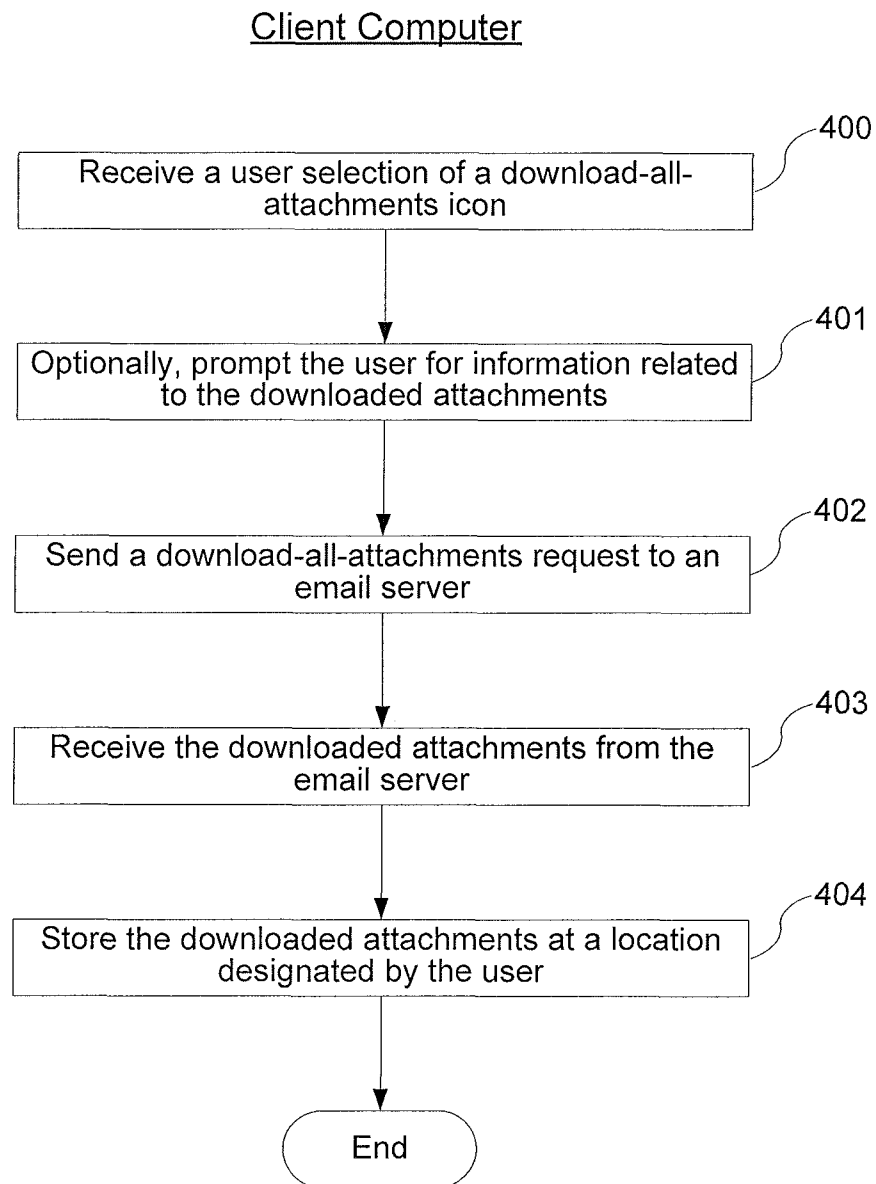 Client Computer
400
Receive a user selection of a download-all-
attachments icon
401
Optionally, prompt the user for information related
to the downloaded attachments
402
Send a download-all-attachments request to an
email server
403
Receive the downloaded attachments from the
email server
404
Store the downloaded attachments at a location
designated by the user
End